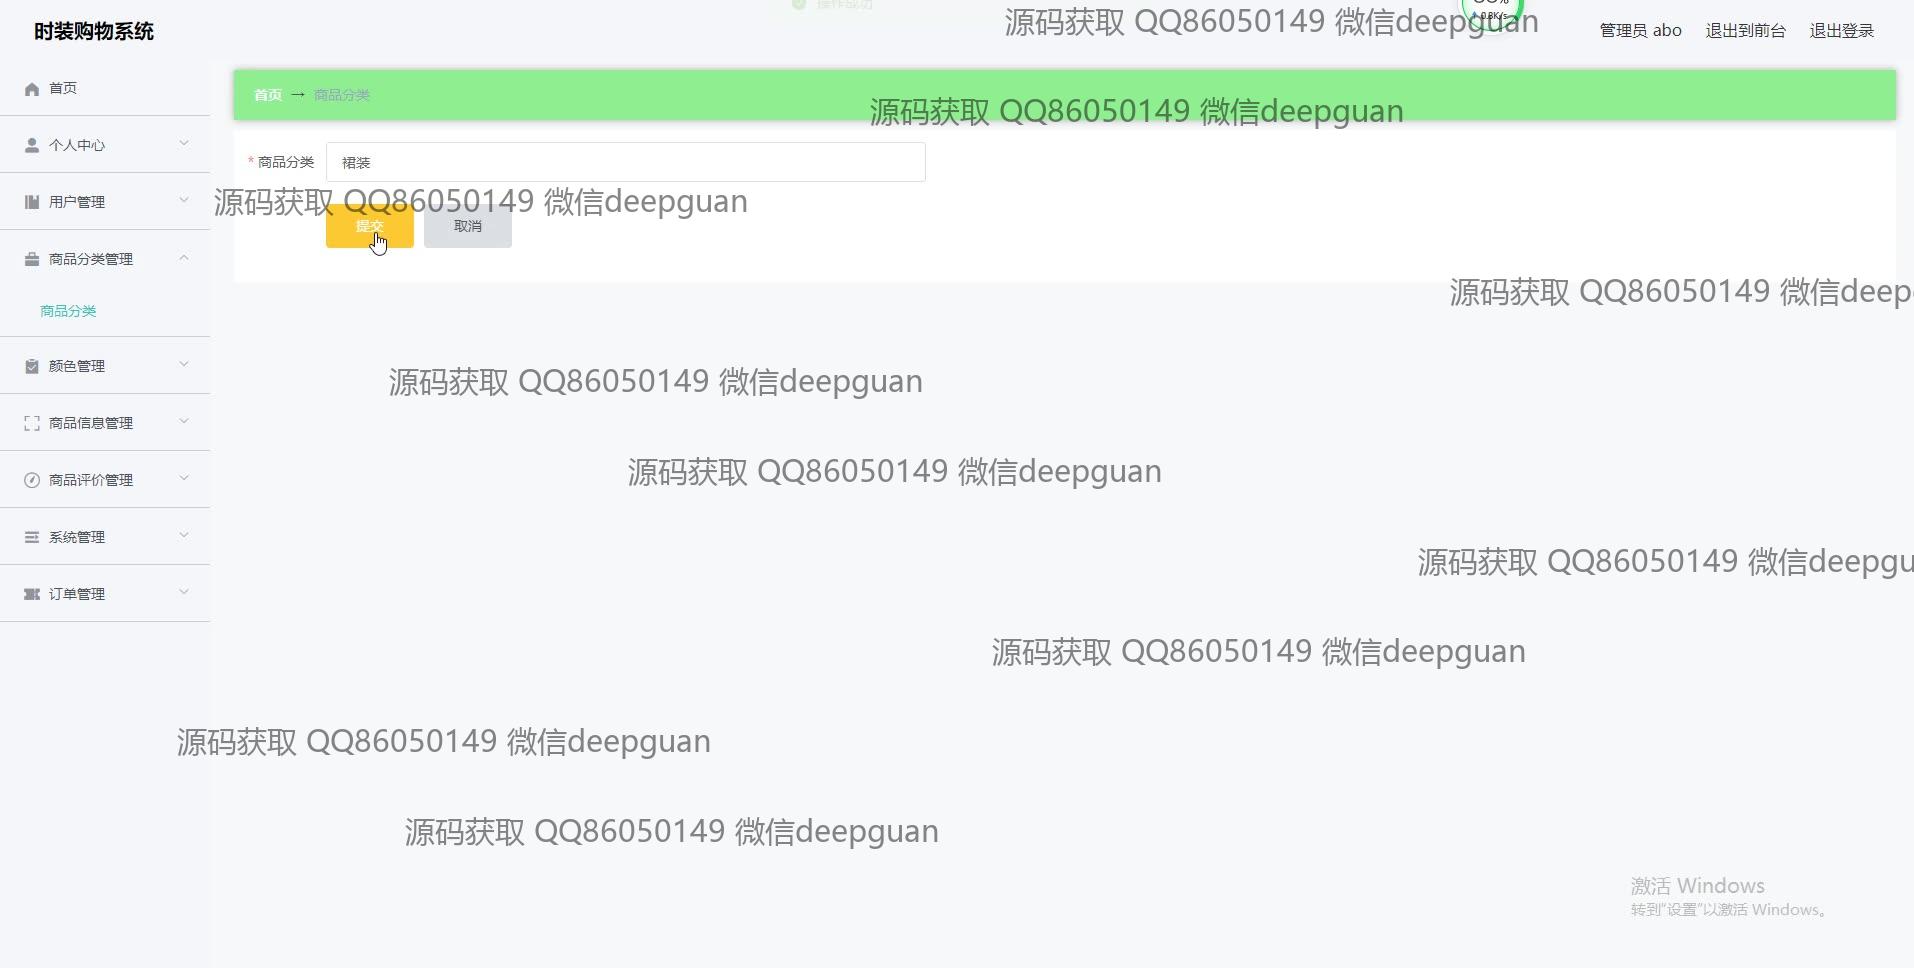 操作成功
源码获取 QQ86050149 微信deepguan
时装购物系统
管理员 abo
退出到前台
退出登录
首页
首页 → 商品分类
源码获取 QQ86050149 微信deepguan
个人中心
* 商品分类
裙装
用户管理
源码获取 QQ86050149 微信deepguan
提交
取消
商品分类管理
源码获取 QQ86050149 微信deep
商品分类
颜色管理
源码获取 QQ86050149 微信deepguan
商品信息管理
源码获取 QQ86050149 微信deepguan
商品评价管理
系统管理
源码获取 QQ86050149 微信deepgu
订单管理
源码获取 QQ86050149 微信deepguan
源码获取 QQ86050149 微信deepguan
源码获取 QQ86050149 微信deepguan
激活 Windows
转到"设置"以激活 Windows。